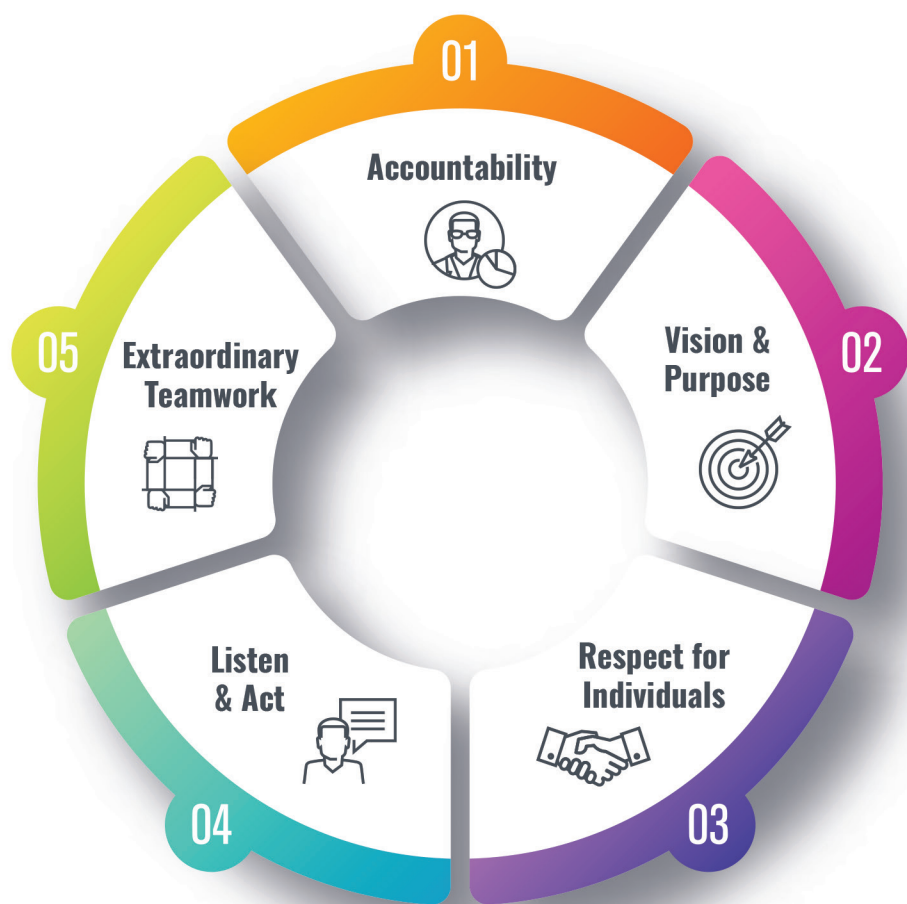 01
Accountability
02
Vision &
Purpose
03
Respect for
Individuals
04
Listen
& Act
05
Extraordinary
Teamwork